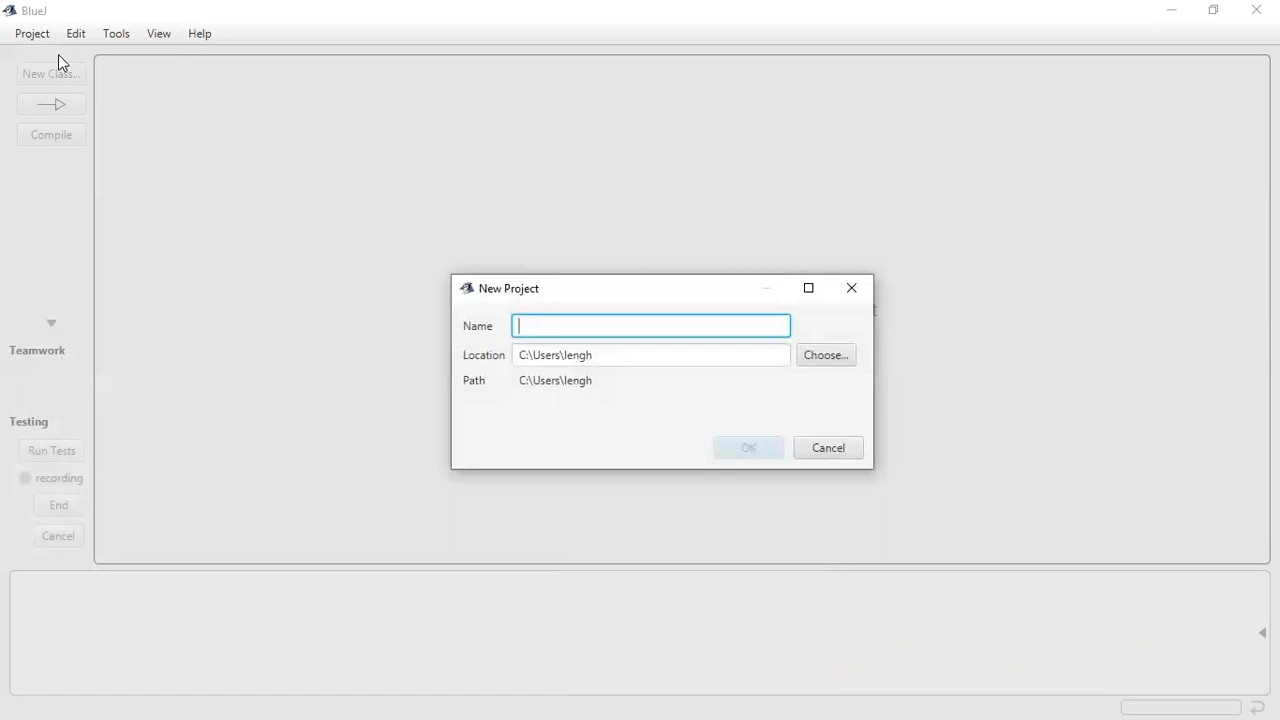 BlueJ
Project Edit Tools View Help
New Class...
Compile
New Project
Name
Location C:\Users\lengh Choose...
Path C:\Users\lengh
OK Cancel
Teamwork
Testing
Run Tests
recording
End
Cancel